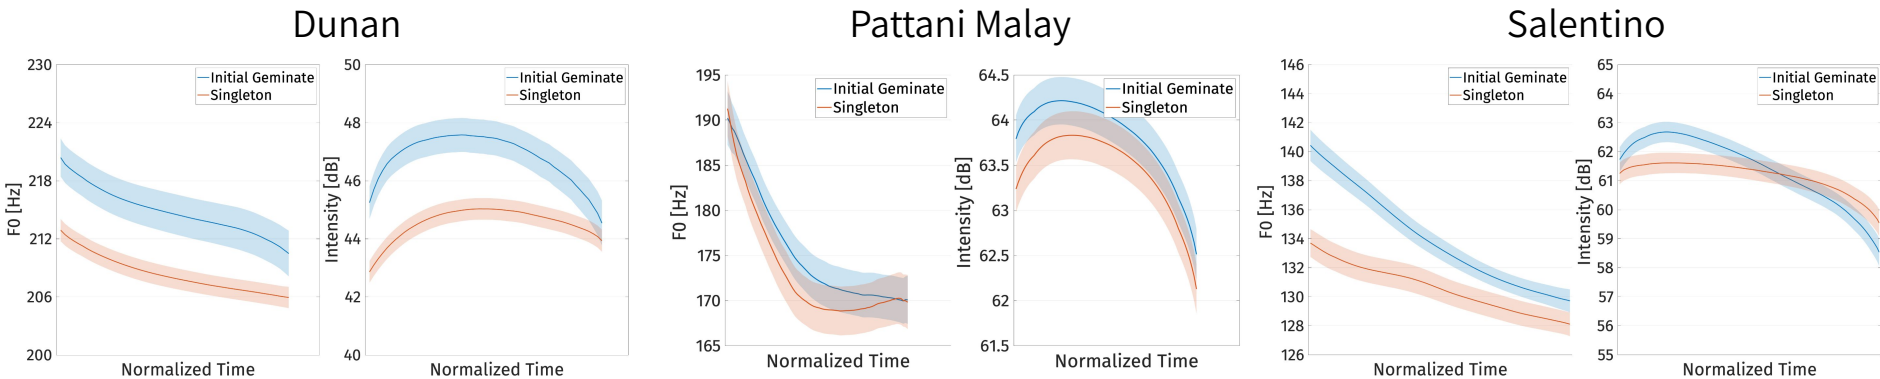 Dunan
Pattani Malay
Salentino
230
224
218
212
206
200
F0 [Hz]
Initial Geminate
Singleton
Normalized Time
50
48
46
44
42
40
Intensity [dB]
Initial Geminate
Singleton
Normalized Time
195
190
185
180
175
170
165
F0 [Hz]
Initial Geminate
Singleton
Normalized Time
64.5
64
63.5
63
62.5
62
61.5
Intensity [dB]
Initial Geminate
Singleton
Normalized Time
146
144
142
140
138
136
134
132
130
128
126
F0 [Hz]
Initial Geminate
Singleton
Normalized Time
65
64
63
62
61
60
59
58
57
56
55
Intensity [dB]
Initial Geminate
Singleton
Normalized Time